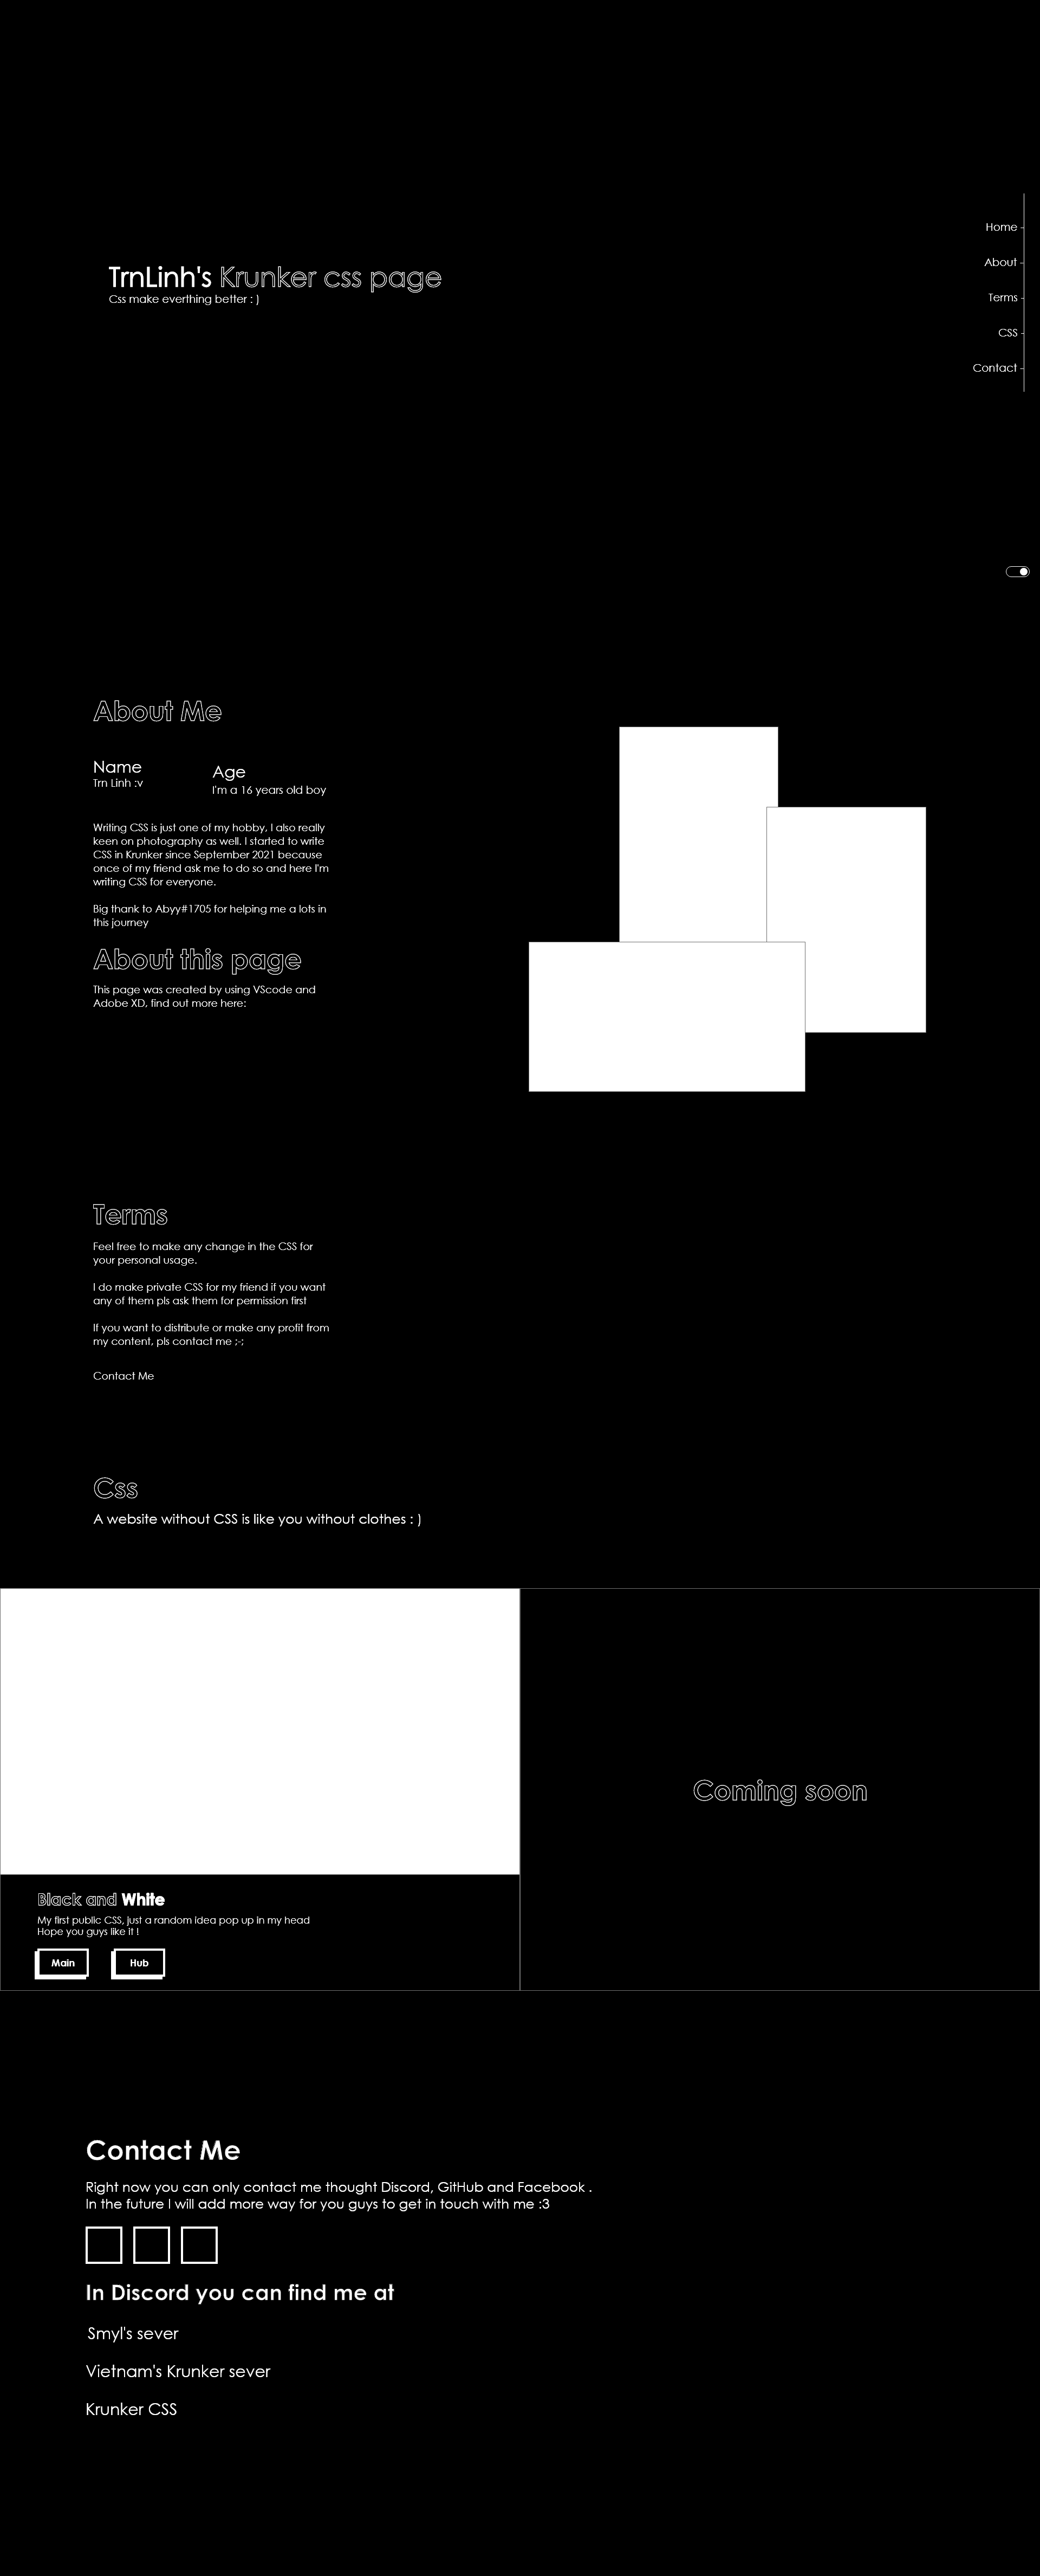 Home -
About -
TrnLinh's Krunker css page
Css make everthing better : )
Terms -
CSS -
Contact -
About Me
Name
Trn Linh :v
Age
I'm a 16 years old boy
Writing CSS is just one of my hobby, I also really
keen on photography as well. I started to write
CSS in Krunker since September 2021 because
once of my friend ask me to do so and here I'm
writing CSS for everyone.
Big thank to Abyy#1705 for helping me a lots in
this journey
About this page
This page was created by using VScode and
Adobe XD, find out more here:
Terms
Feel free to make any change in the CSS for
your personal usage.
I do make private CSS for my friend if you want
any of them pls ask them for permission first
If you want to distribute or make any profit from
my content, pls contact me ;-;
Contact Me
Css
A website without CSS is like you without clothes : )
Coming soon
Black and White
My first public CSS, just a random idea pop up in my head
Hope you guys like it !
Main
Hub
Contact Me
Right now you can only contact me thought Discord, GitHub and Facebook .
In the future I will add more way for you guys to get in touch with me :3
In Discord you can find me at
Smyl's sever
Vietnam's Krunker sever
Krunker CSS